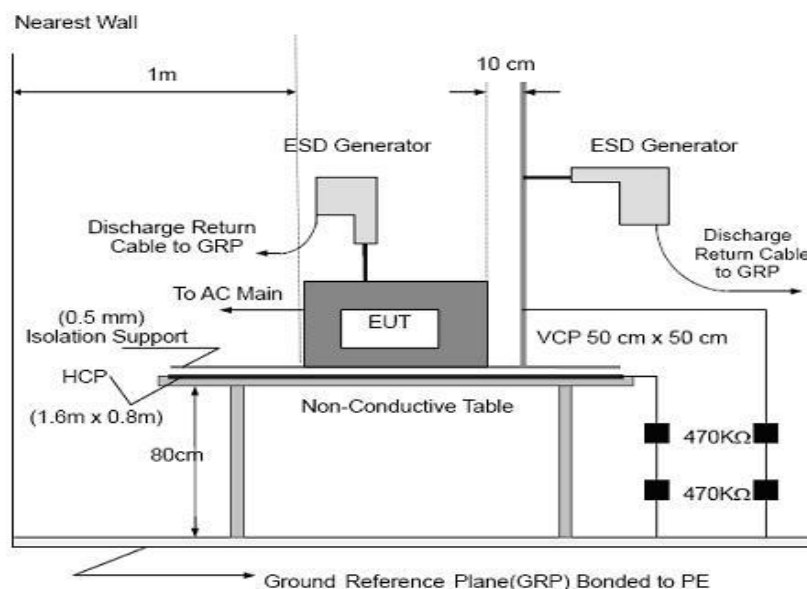 Nearest Wall
1m
10 cm
ESD Generator
ESD Generator
Discharge Return
Cable to GRP
Discharge
Return Cable
to GRP
To AC Main
(0.5 mm)
Isolation Support
EUT
VCP 50 cm x 50 cm
HCP
(1.6m x 0.8m)
Non-Conductive Table
80cm
470KΩ
470KΩ
Ground Reference Plane(GRP) Bonded to PE